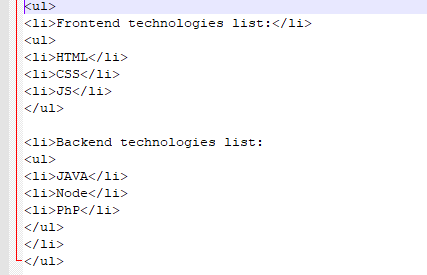 <ul>
<li>Frontend technologies list:</li>
<ul>
<li>HTML</li>
<li>CSS</li>
<li>JS</li>
</ul>

<li>Backend technologies list:
<ul>
<li>JAVA</li>
<li>Node</li>
<li>PhP</li>
</ul>
</li>
</ul>